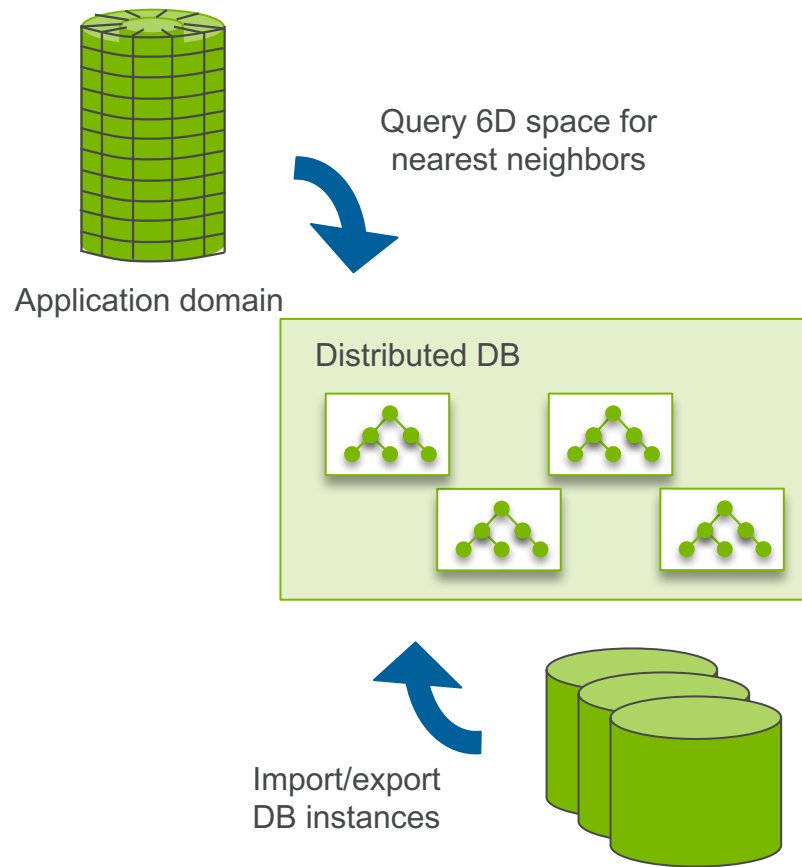 Query 6D space for
nearest neighbors
Application domain
Distributed DB
Import/export
DB instances